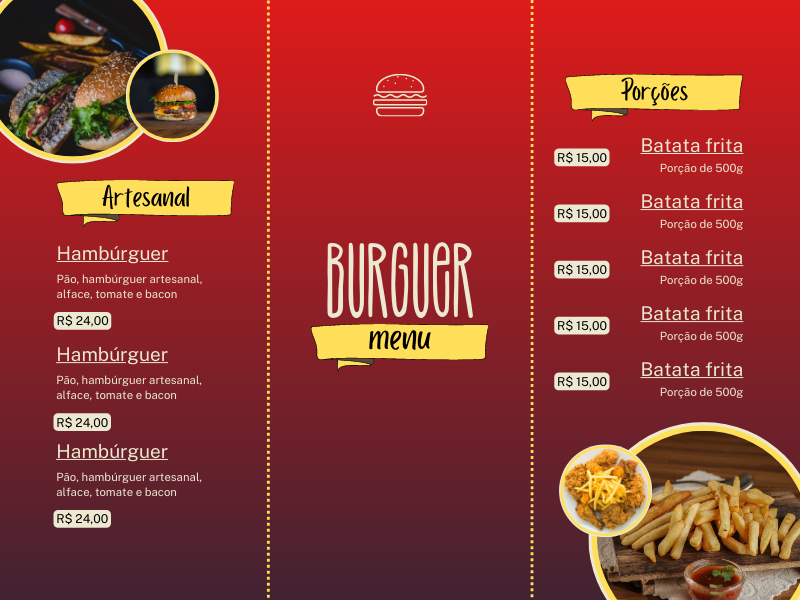 Artesanal
Hambúrguer
Pão, hambúrguer artesanal,
alface, tomate e bacon
R$ 24,00
Hambúrguer
Pão, hambúrguer artesanal,
alface, tomate e bacon
R$ 24,00
Hambúrguer
Pão, hambúrguer artesanal,
alface, tomate e bacon
R$ 24,00
BURGUER
menu
Porções
Batata frita
R$ 15,00
Porção de 500g
Batata frita
R$ 15,00
Porção de 500g
Batata frita
R$ 15,00
Porção de 500g
Batata frita
R$ 15,00
Porção de 500g
Batata frita
R$ 15,00
Porção de 500g